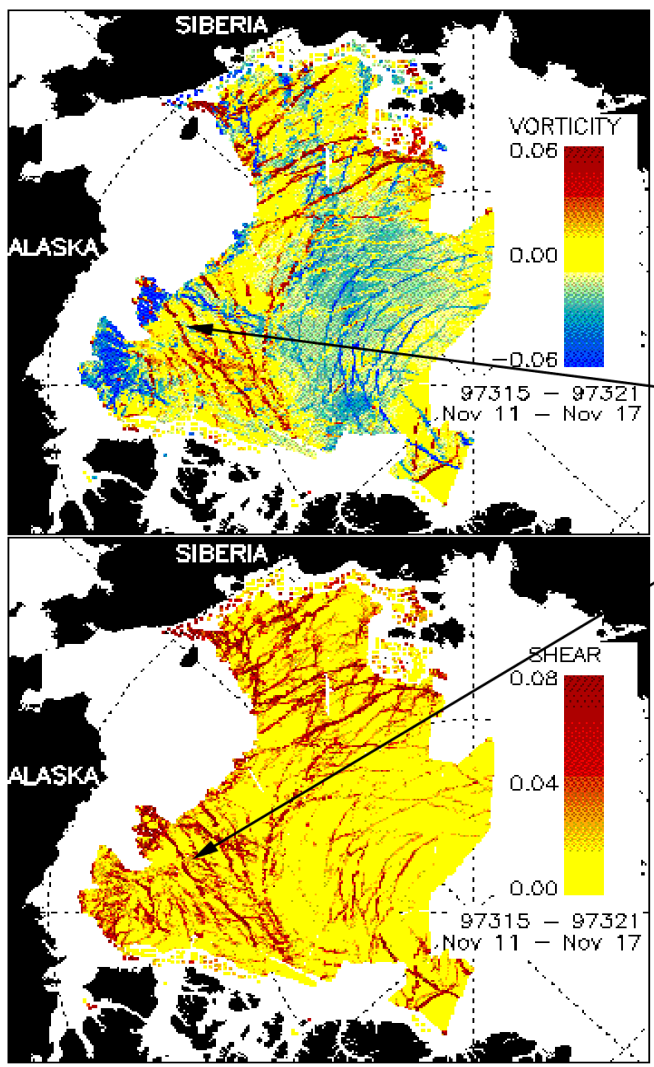 SIBERIA
VORTICITY
0.06
0.00
ALASKA
−0.06
97315 − 97321
Nov 11 − Nov 17
SIBERIA
SHEAR
0.08
ALASKA
0.04
0.00
97315 − 97321
Nov 11 − Nov 17